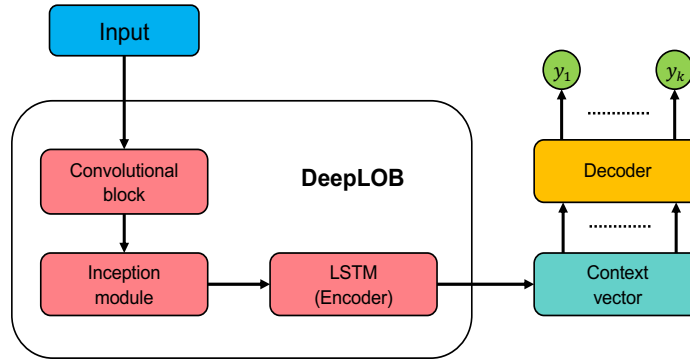 Input
y₁
yₖ
Convolutional
block
DeepLOB
Decoder
Inception
module
LSTM
(Encoder)
Context
vector